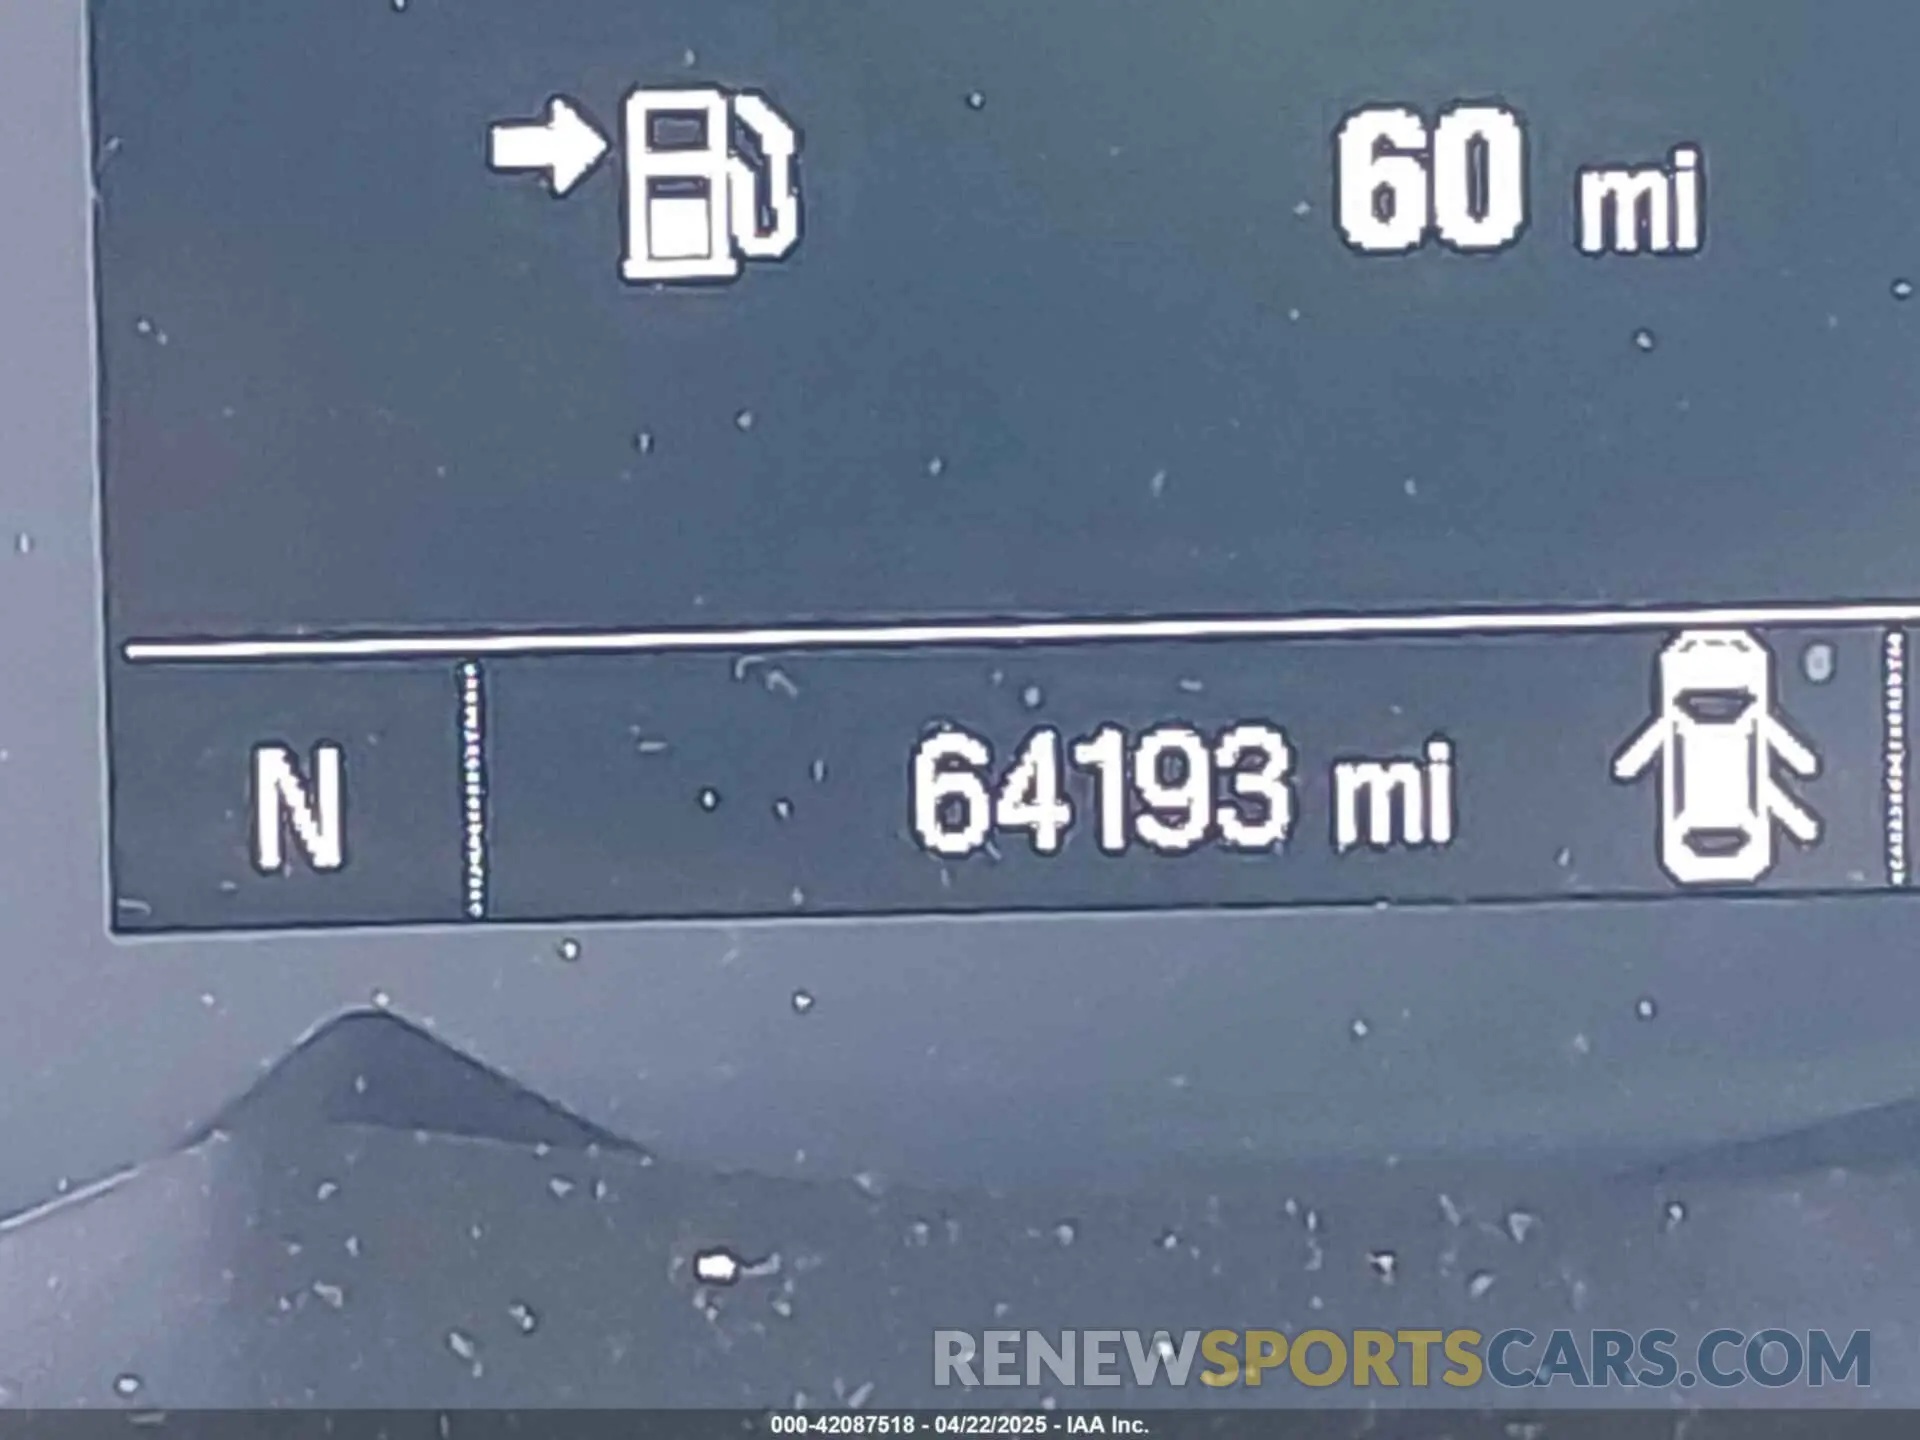 60 mi
N 64193 mi
RENEWSPORTSCARS.COM
000-42087518 - 04/22/2025 - IAA Inc.